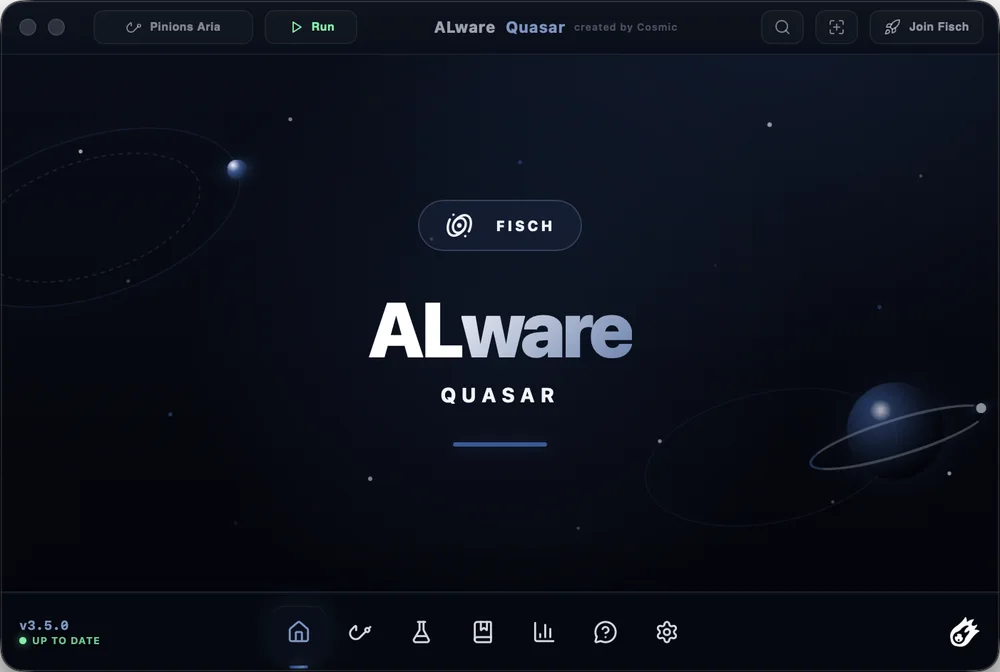 Pinions Aria
Run
ALware Quasar created by Cosmic
Join Fisch
FISCH
ALware
QUASAR
v3.5.0
UP TO DATE